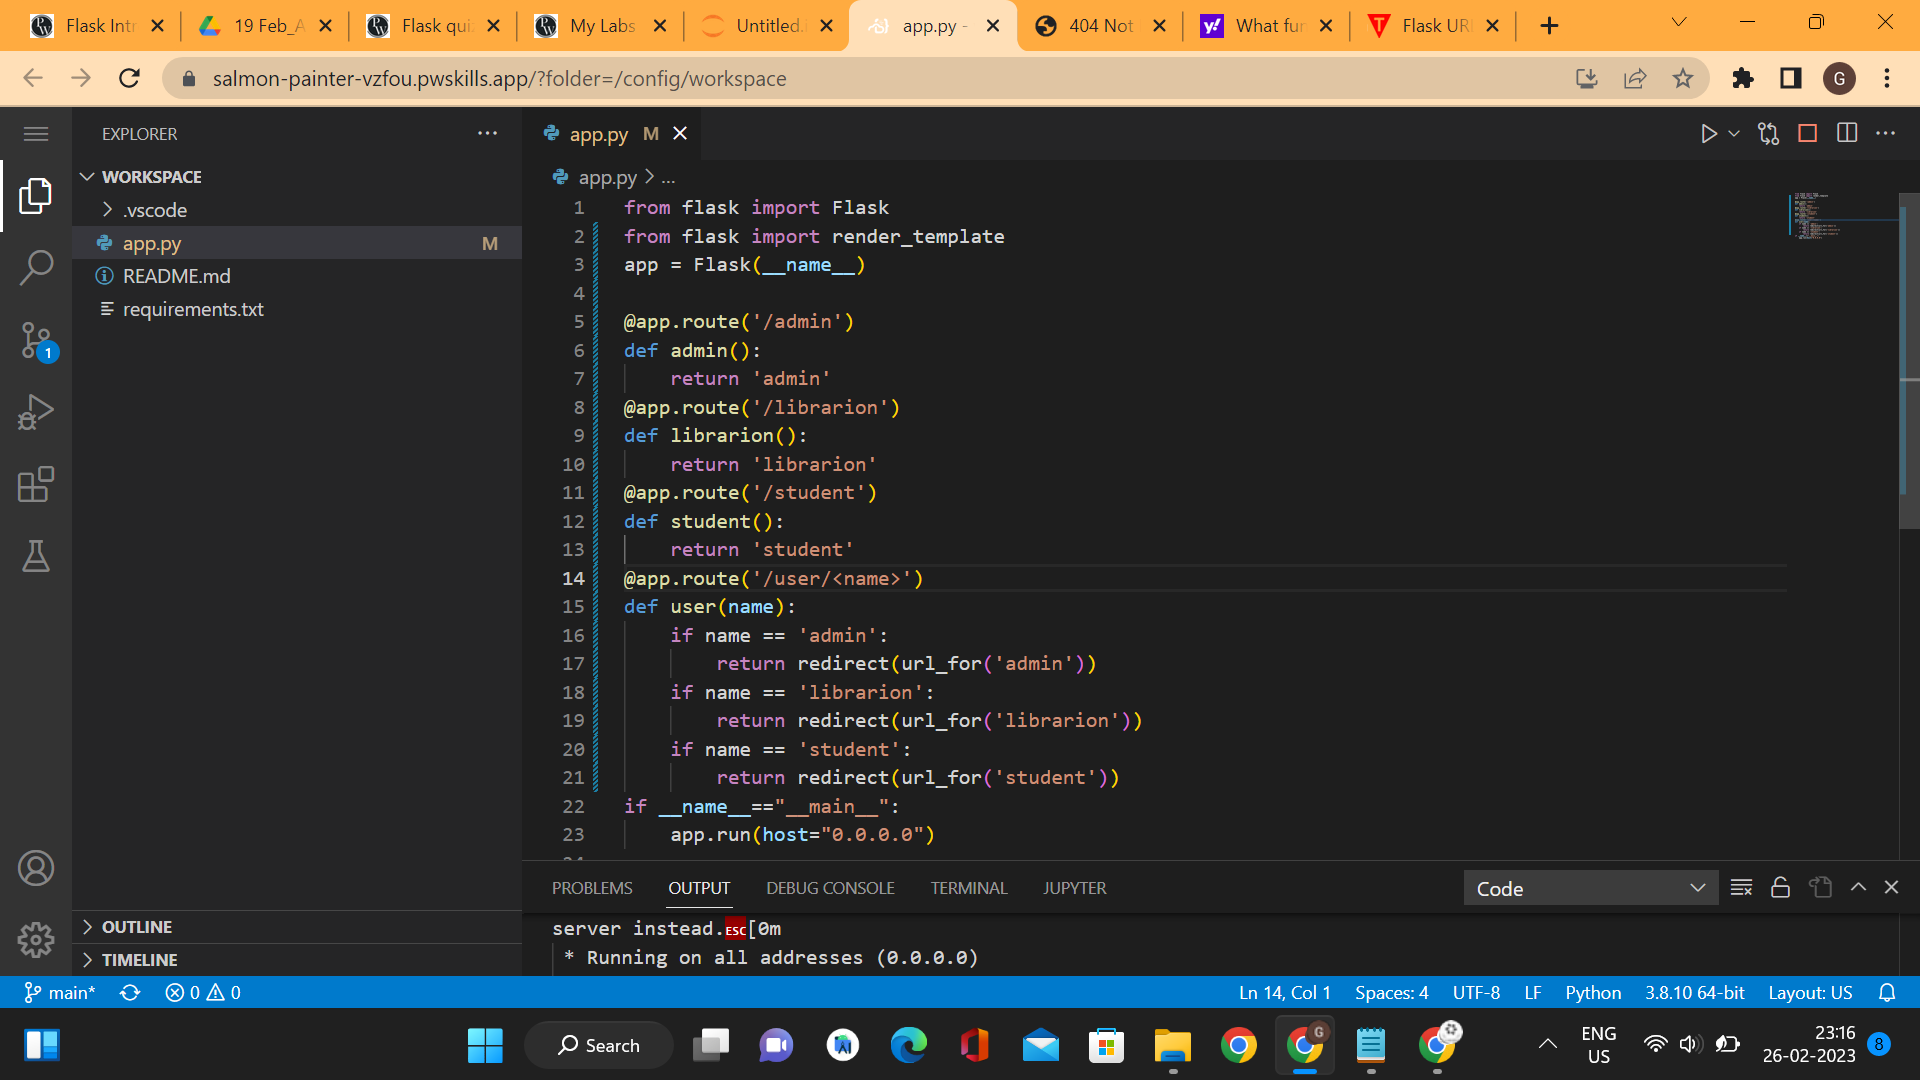 Flask Intr
19 Feb_A
Flask qui
My Labs
Untitled.i
app.py -
404 Not
What fun
Flask URL
salmon-painter-vzfou.pwskills.app/?folder=/config/workspace
G
EXPLORER
WORKSPACE
.vscode
app.py M
README.md
requirements.txt
1
OUTLINE
TIMELINE
app.py M
app.py > ...
1 from flask import Flask
2 from flask import render_template
3 app = Flask(__name__)
4
5 @app.route('/admin')
6 def admin():
7 return 'admin'
8 @app.route('/librarion')
9 def librarion():
10 return 'librarion'
11 @app.route('/student')
12 def student():
13 return 'student'
14 @app.route('/user/<name>')
15 def user(name):
16 if name == 'admin':
17 return redirect(url_for('admin'))
18 if name == 'librarion':
19 return redirect(url_for('librarion'))
20 if name == 'student':
21 return redirect(url_for('student'))
22 if __name__=="__main__":
23 app.run(host="0.0.0.0")
PROBLEMS OUTPUT DEBUG CONSOLE TERMINAL JUPYTER
Code
server instead.ESC[0m
* Running on all addresses (0.0.0.0)
main* 0 0
Ln 14, Col 1 Spaces: 4 UTF-8 LF Python 3.8.10 64-bit Layout: US
Search
G
ENG
US
23:16
26-02-2023
8